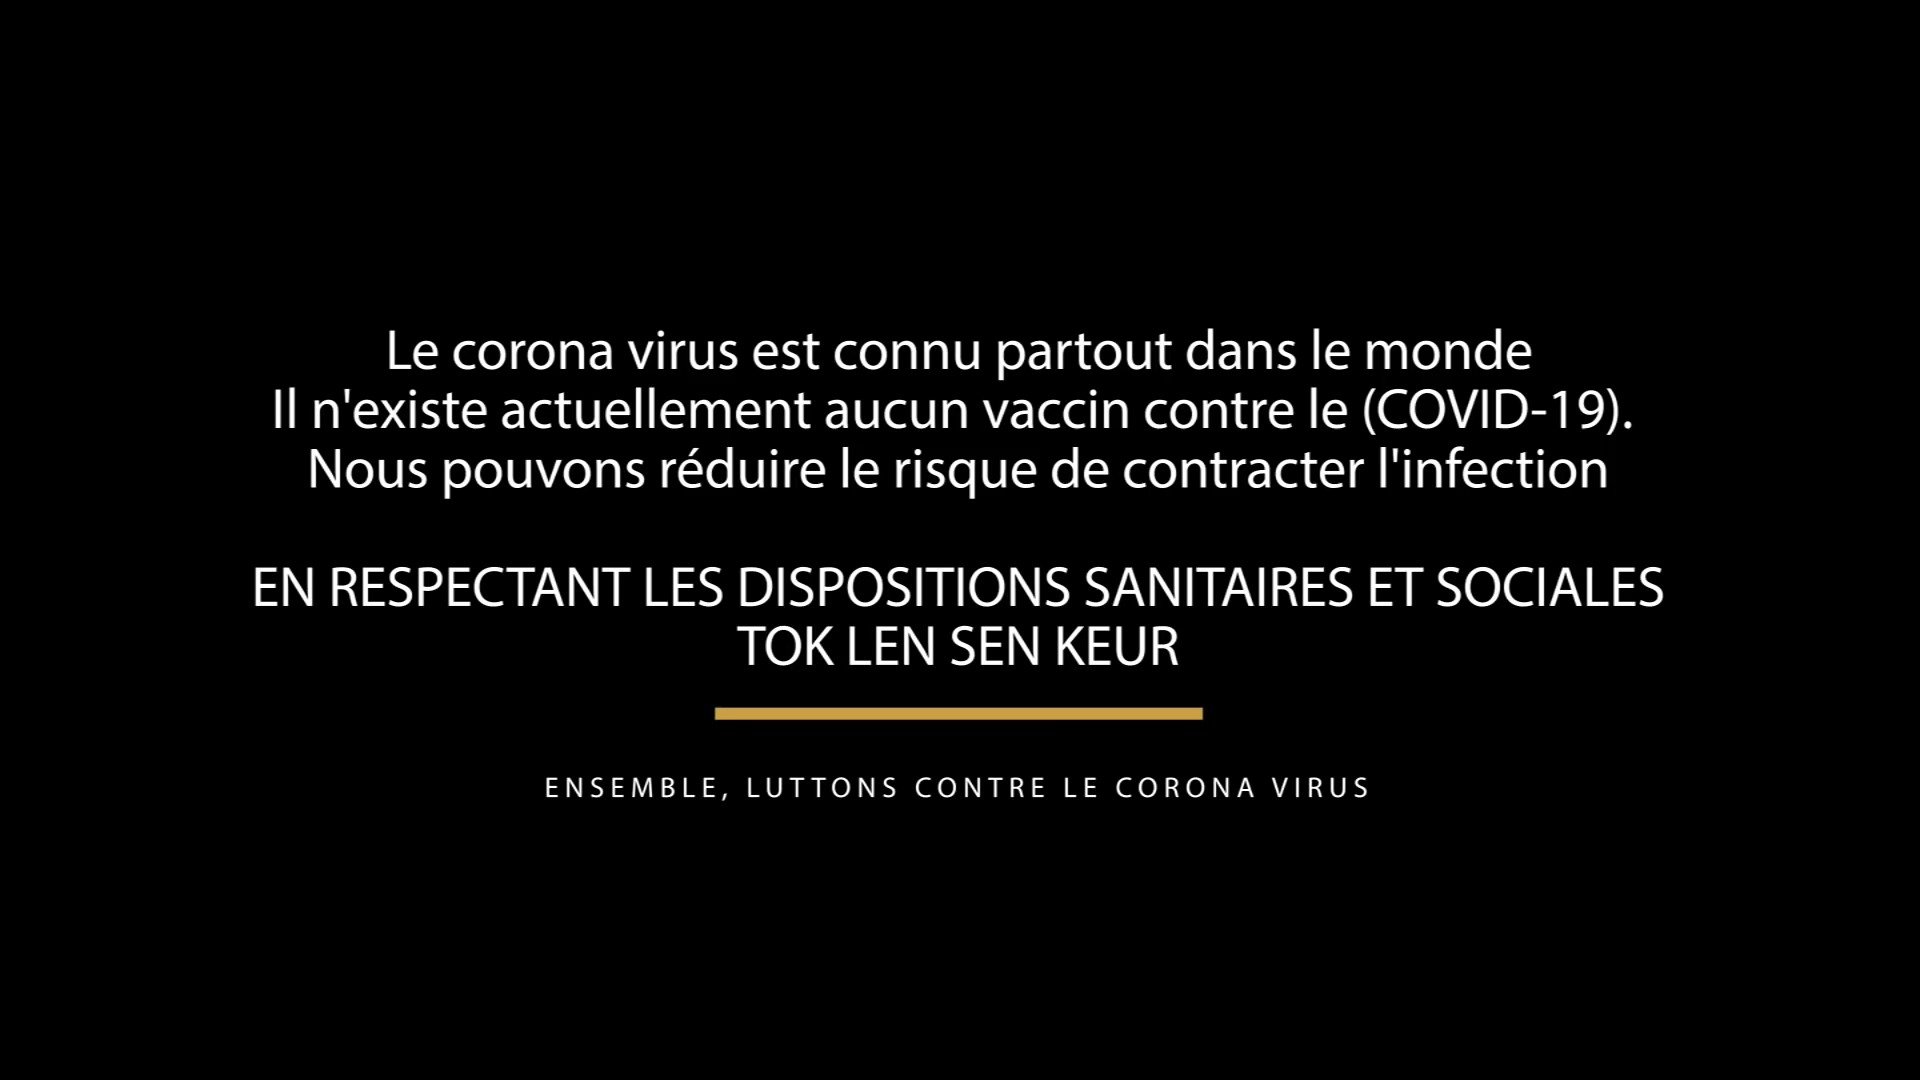 Le corona virus est connu partout dans le monde
Il n'existe actuellement aucun vaccin contre le (COVID-19).
Nous pouvons réduire le risque de contracter l'infection
EN RESPECTANT LES DISPOSITIONS SANITAIRES ET SOCIALES
TOK LEN SEN KEUR
ENSEMBLE, LUTTONS CONTRE LE CORONA VIRUS